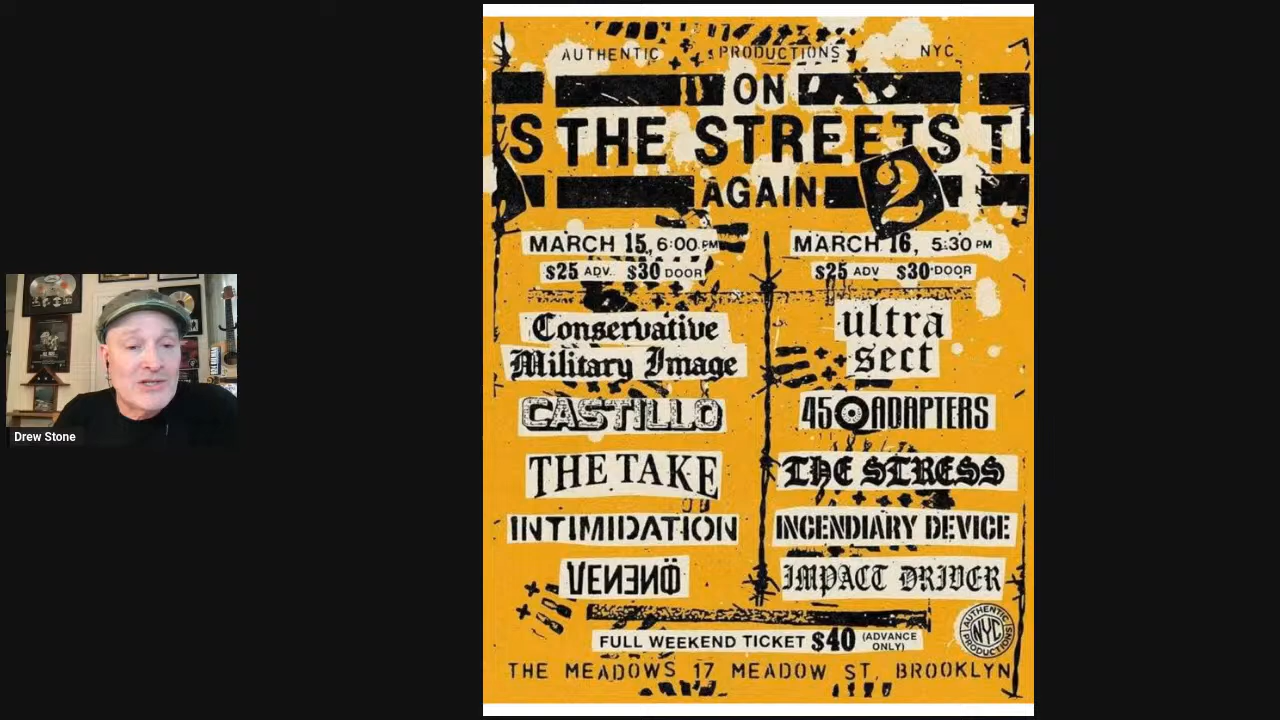 AUTHENTIC PRODUCTIONS NYC
ON
THE STREETS
AGAIN 2
MARCH 15, 6:00 PM
$25 ADV. $30 DOOR
Conservative
Military Image
CASTILLO
THE TAKE
INTIMIDATION
VENENÖ
MARCH 16, 5:30 PM
$25 ADV $30 DOOR
ultra
sect
45 ADAPTERS
THE STRESS
INCENDIARY DEVICE
IMPACT DRIVER
FULL WEEKEND TICKET $40 (ADVANCE ONLY)
AUTHENTIC NYC PRODUCTIONS
THE MEADOWS 17 MEADOW ST, BROOKLYN
Drew Stone